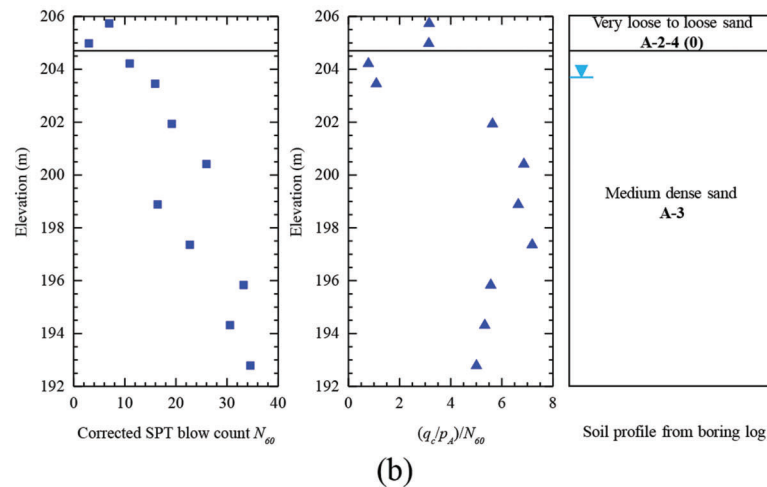 206
204
202
200
198
196
194
192
Elevation (m)
0 10 20 30 40
Corrected SPT blow count N60
206
204
202
200
198
196
194
192
Elevation (m)
0 2 4 6 8
(qc/pA)/N60
Very loose to loose sand
A-2-4 (0)
Medium dense sand
A-3
Soil profile from boring log
(b)